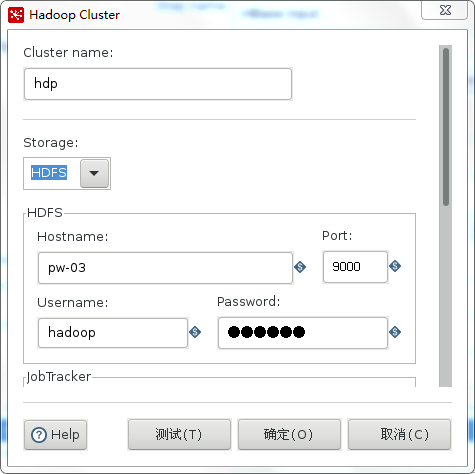 Hadoop Cluster
Cluster name:
hdp
Storage:
HDFS
HDFS
Hostname:
Port:
pw-03
9000
Username:
Password:
hadoop
●●●●●●
JobTracker
Help
测试(T)
确定(O)
取消(C)